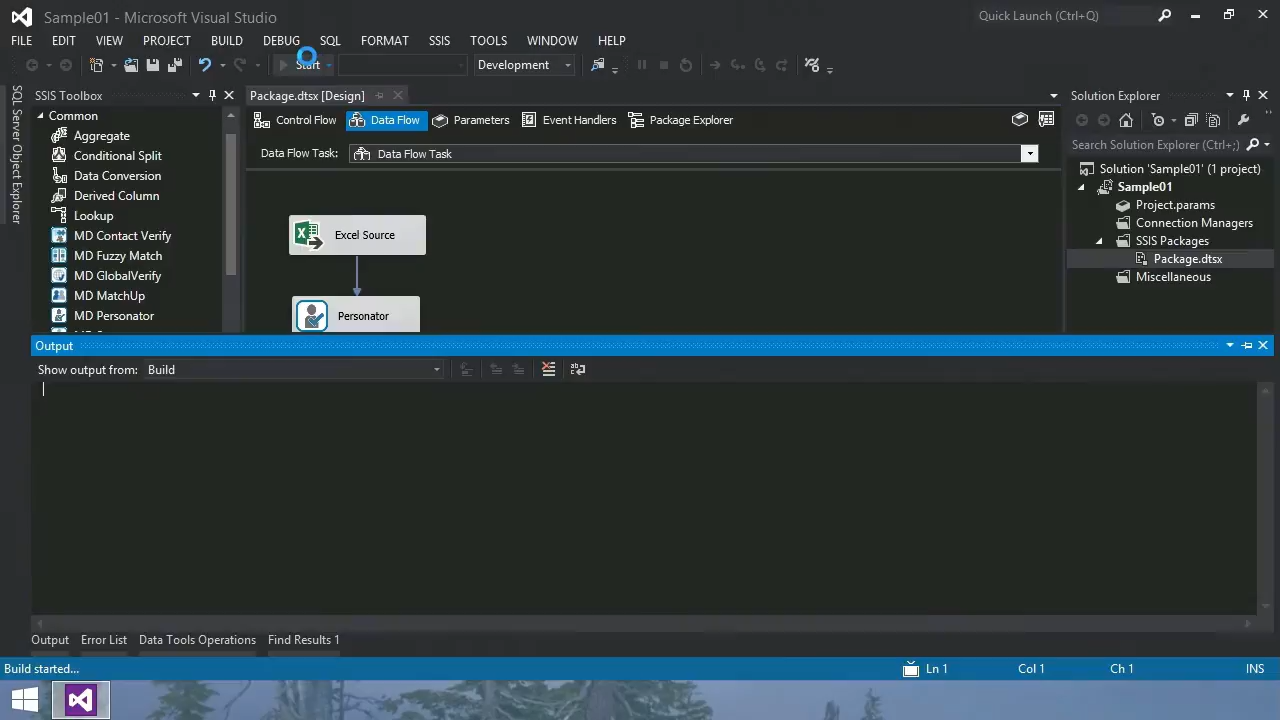 Sample01 - Microsoft Visual Studio
Quick Launch (Ctrl+Q)
FILE EDIT VIEW PROJECT BUILD DEBUG SQL FORMAT SSIS TOOLS WINDOW HELP
Start
Development
SQL Server Object Explorer
SSIS Toolbox
Common
Aggregate
Conditional Split
Data Conversion
Derived Column
Lookup
MD Contact Verify
MD Fuzzy Match
MD GlobalVerify
MD MatchUp
MD Personator
Package.dtsx [Design]
Control Flow Data Flow Parameters Event Handlers Package Explorer
Data Flow Task: Data Flow Task
Excel Source
Personator
Solution Explorer
Search Solution Explorer (Ctrl+;)
Solution 'Sample01' (1 project)
Sample01
Project.params
Connection Managers
SSIS Packages
Package.dtsx
Miscellaneous
Output
Show output from: Build
Output Error List Data Tools Operations Find Results 1
Build started... Ln 1 Col 1 Ch 1 INS